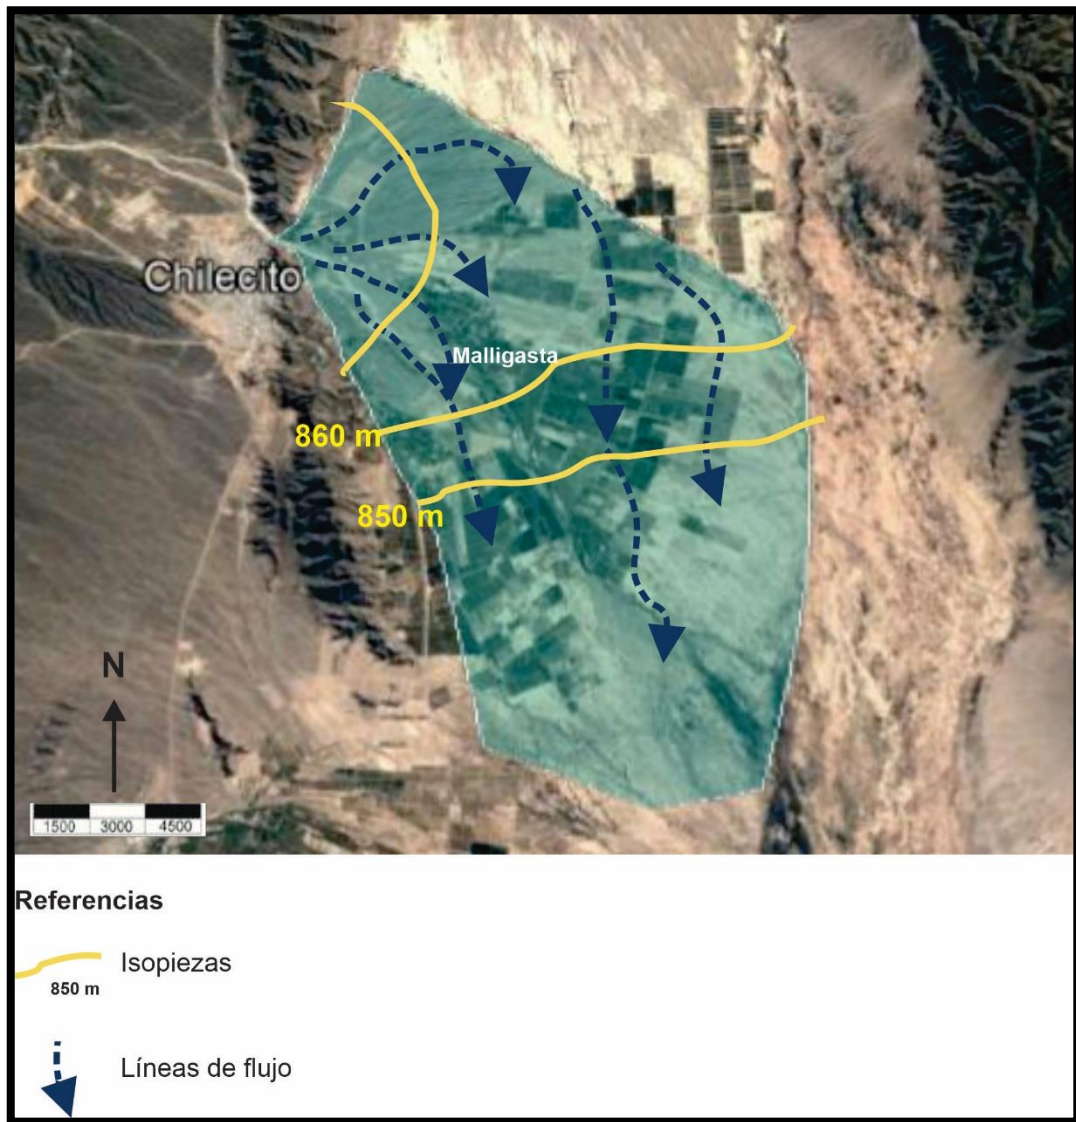 Chilecito
Malligasta
860 m
850 m
N
1500 3000 4500
Referencias
Isopiezas
850 m
Líneas de flujo